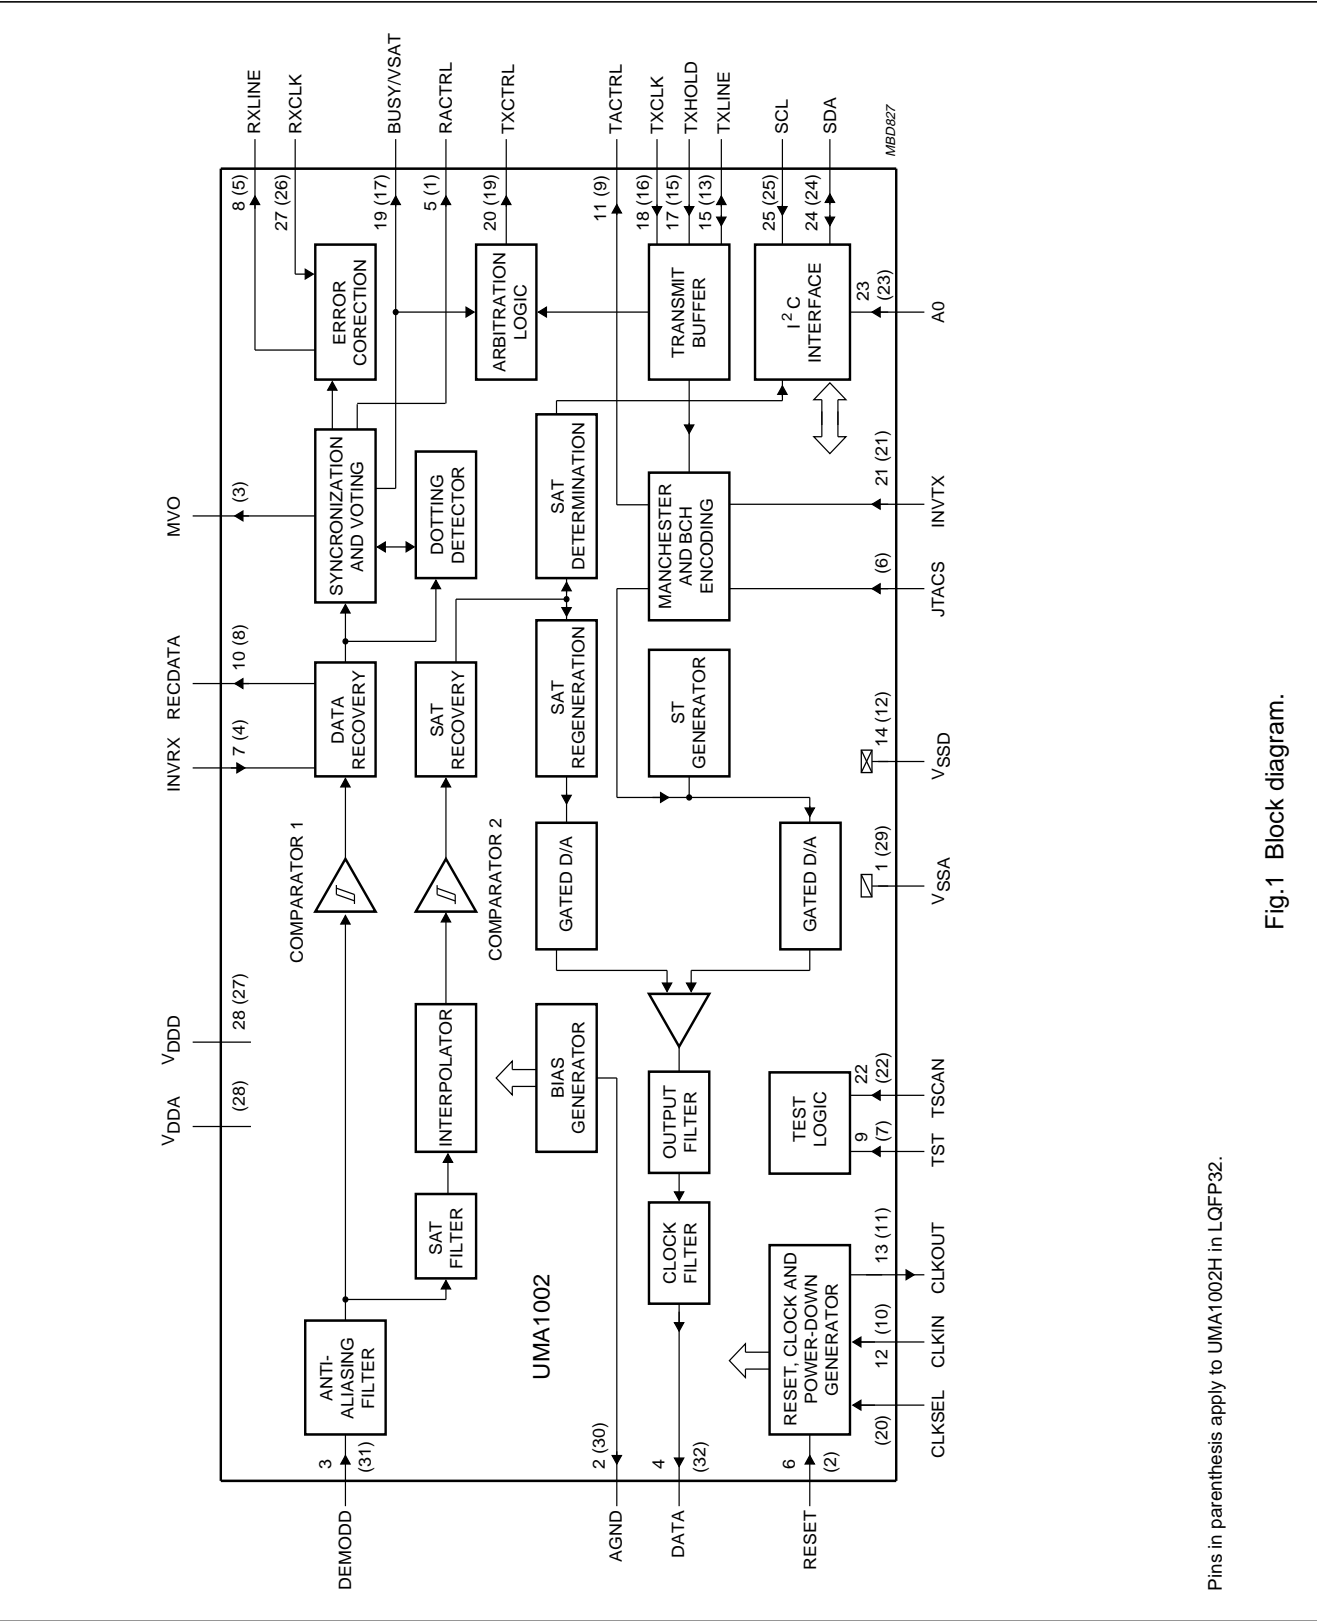 VDDA
(28)
VDDD
28 (27)
INVRX
7 (4)
RECDATA
10 (8)
MVO
(3)
DEMODD
3
(31)
ANTI-
ALIASING
FILTER
COMPARATOR 1
DATA
RECOVERY
SYNCRONIZATION
AND VOTING
ERROR
CORECTION
8 (5)
RXLINE
27 (26)
RXCLK
SAT
FILTER
INTERPOLATOR
COMPARATOR 2
SAT
RECOVERY
DOTTING
DETECTOR
19 (17)
BUSY/VSAT
5 (1)
RACTRL
UMA1002
BIAS
GENERATOR
GATED D/A
SAT
REGENERATION
SAT
DETERMINATION
ARBITRATION
LOGIC
20 (19)
TXCTRL
AGND
2 (30)
11 (9)
TACTRL
DATA
4
(32)
CLOCK
FILTER
OUTPUT
FILTER
ST
GENERATOR
MANCHESTER
AND BCH
ENCODING
TRANSMIT
BUFFER
18 (16)
TXCLK
17 (15)
TXHOLD
15 (13)
TXLINE
RESET
6
(2)
RESET, CLOCK AND
POWER-DOWN
GENERATOR
TEST
LOGIC
GATED D/A
I2C
INTERFACE
25 (25)
SCL
24 (24)
SDA
(20)
CLKSEL
12 (10)
CLKIN
13 (11)
CLKOUT
9
(7)
TST
22
(22)
TSCAN
1 (29)
VSSA
14 (12)
VSSD
(6)
JTACS
21 (21)
INVTX
23
(23)
A0
MBD827
Pins in parenthesis apply to UMA1002H in LQFP32.
Fig.1 Block diagram.